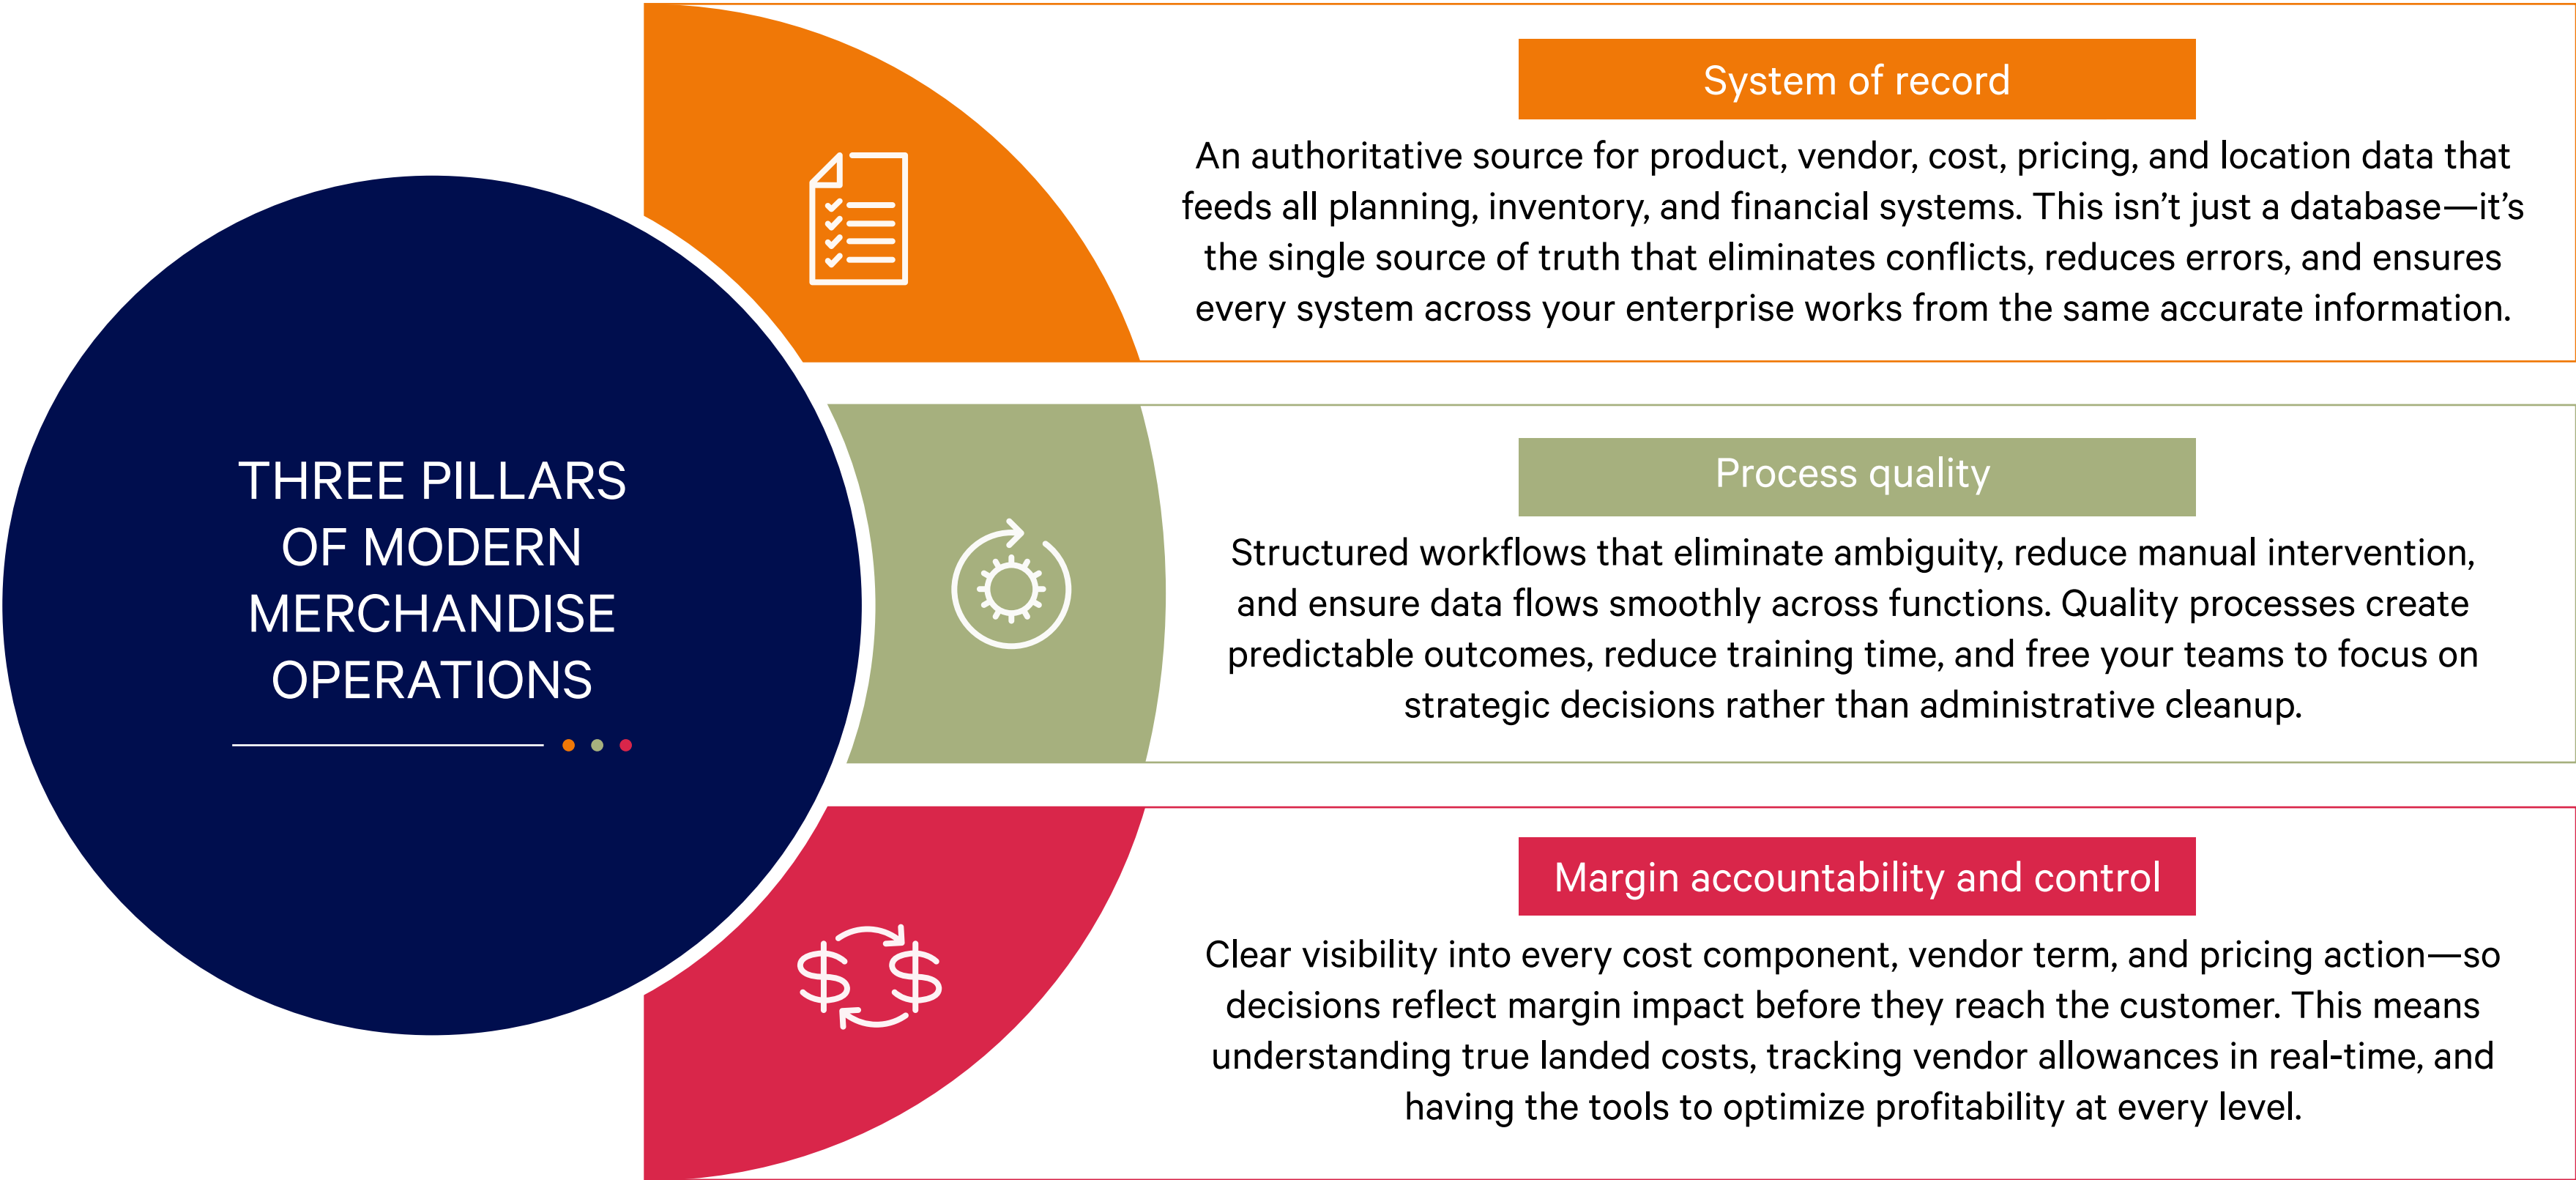 THREE PILLARS
OF MODERN
MERCHANDISE
OPERATIONS
System of record
An authoritative source for product, vendor, cost, pricing, and location data that
feeds all planning, inventory, and financial systems. This isn’t just a database—it’s
the single source of truth that eliminates conflicts, reduces errors, and ensures
every system across your enterprise works from the same accurate information.
Process quality
Structured workflows that eliminate ambiguity, reduce manual intervention,
and ensure data flows smoothly across functions. Quality processes create
predictable outcomes, reduce training time, and free your teams to focus on
strategic decisions rather than administrative cleanup.
Margin accountability and control
Clear visibility into every cost component, vendor term, and pricing action—so
decisions reflect margin impact before they reach the customer. This means
understanding true landed costs, tracking vendor allowances in real-time, and
having the tools to optimize profitability at every level.